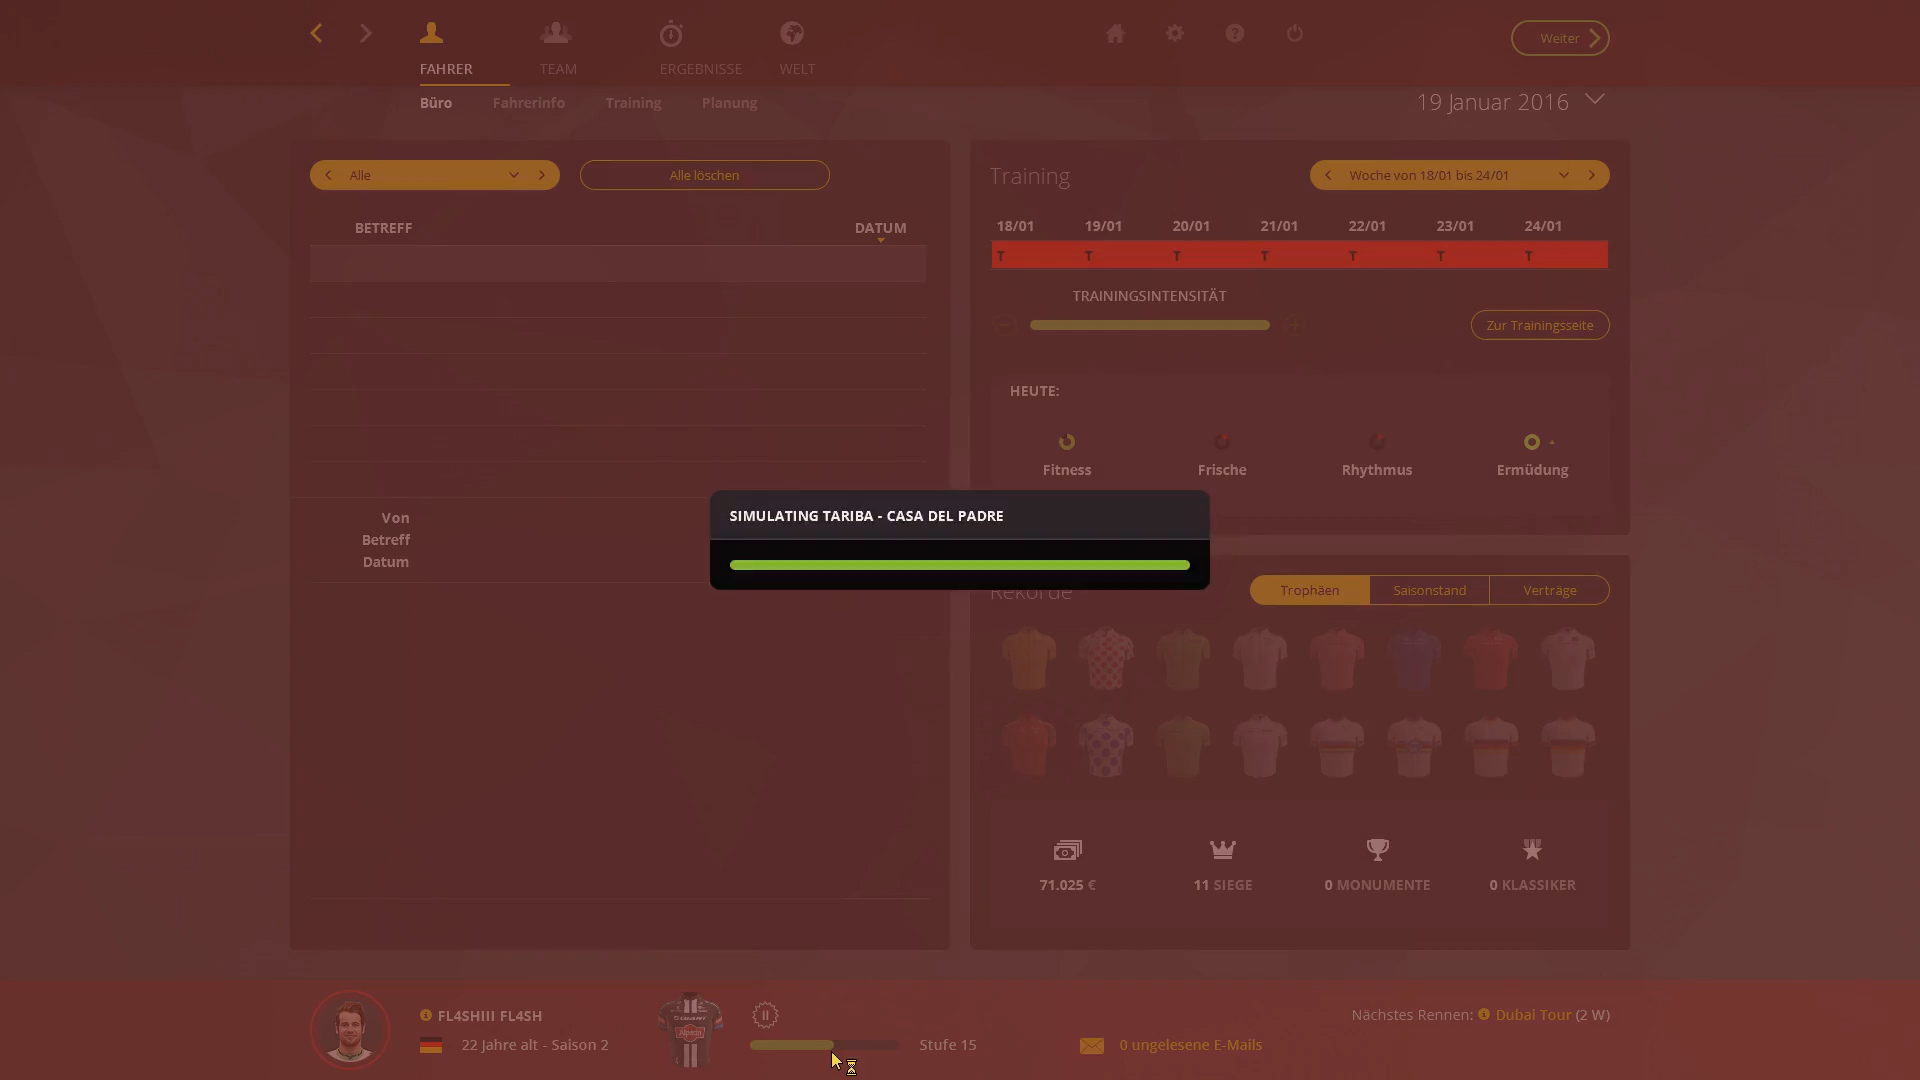 Weiter
FAHRER TEAM ERGEBNISSE WELT
Büro Fahrerinfo Training Planung
19 Januar 2016
Alle Alle löschen
BETREFF DATUM
Von
Betreff
Datum
Training Woche von 18/01 bis 24/01
18/01 19/01 20/01 21/01 22/01 23/01 24/01
T T T T T T T
TRAININGSINTENSITÄT
Zur Trainingsseite
HEUTE:
Fitness Frische Rhythmus Ermüdung
SIMULATING TARIBA - CASA DEL PADRE
Rekorde Trophäen Saisonstand Verträge
71.025 € 11 SIEGE 0 MONUMENTE 0 KLASSIKER
FL4SHIII FL4SH
22 Jahre alt - Saison 2
GIANT
Alpecin
II
Stufe 15
0 ungelesene E-Mails
Nächstes Rennen: Dubai Tour (2 W)